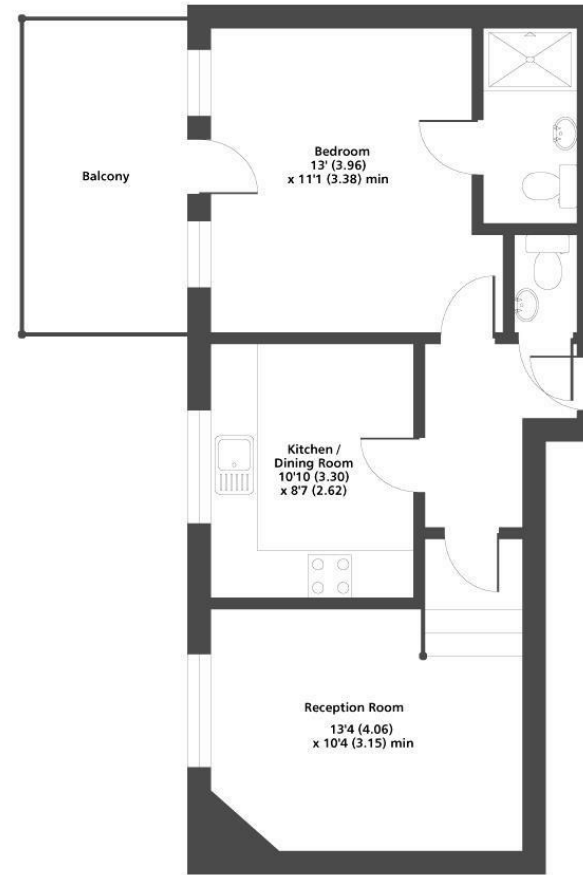 Balcony
Bedroom
13' (3.96)
x 11'1 (3.38) min
Kitchen /
Dining Room
10'10 (3.30)
x 8'7 (2.62)
Reception Room
13'4 (4.06)
x 10'4 (3.15) min